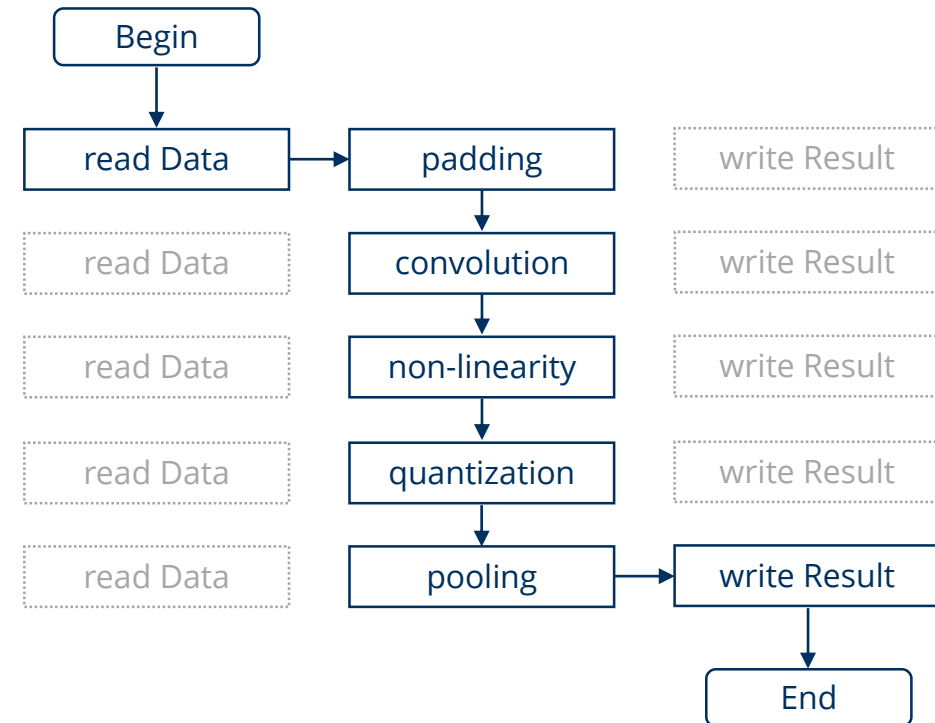 Begin
read Data
padding
write Result
read Data
convolution
write Result
read Data
non-linearity
write Result
read Data
quantization
write Result
read Data
pooling
write Result
End